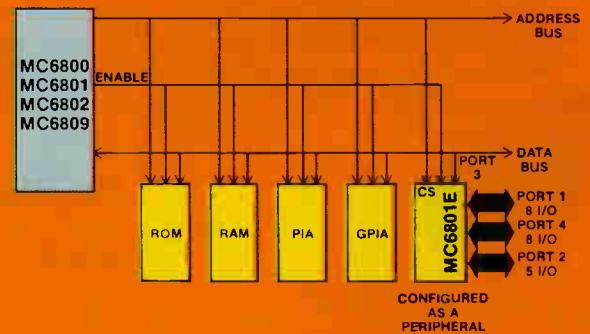 ADDRESS
BUS
MC6800
MC6801
MC6802
MC6809
ENABLE
DATA
BUS
PORT
3
ROM
RAM
PIA
GPIA
CS
MC6801E
PORT 1
8 I/O
PORT 4
8 I/O
PORT 2
5 I/O
CONFIGURED
AS A
PERIPHERAL